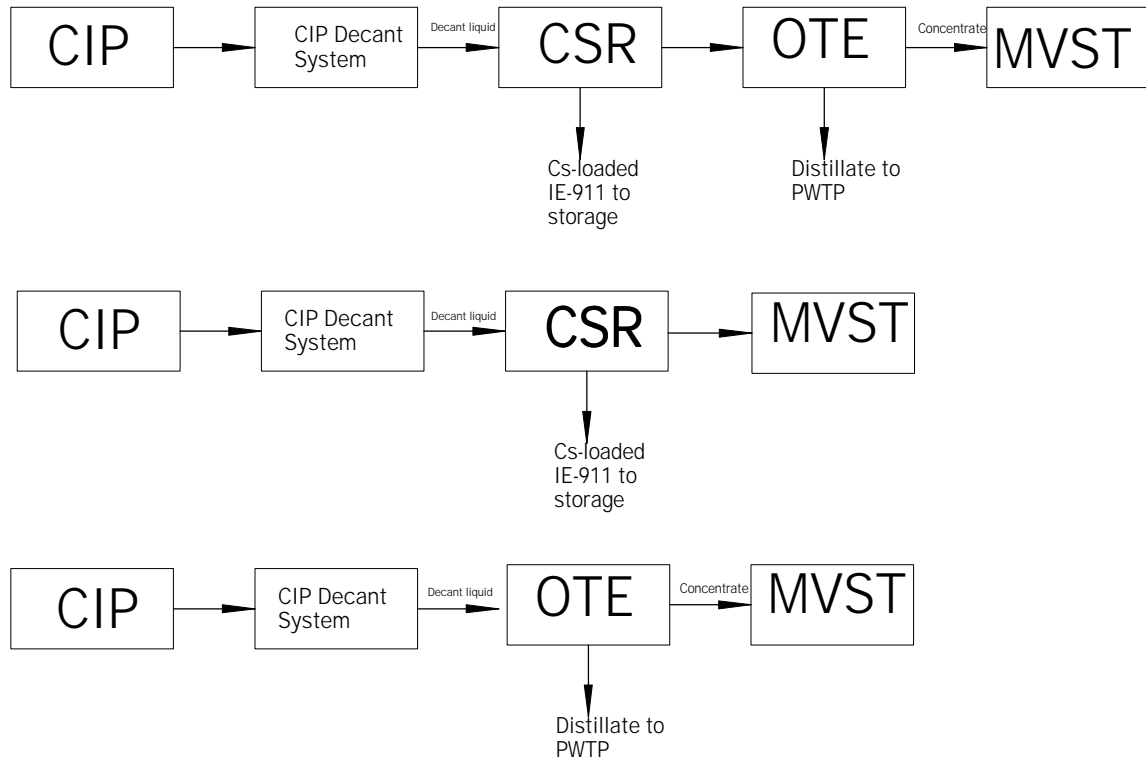 CIP
CIP Decant
System
Decant liquid
CSR
OTE
Concentrate
MVST
Cs-loaded
IE-911 to
storage
Distillate to
PWTP
CIP
CIP Decant
System
Decant liquid
CSR
MVST
Cs-loaded
IE-911 to
storage
CIP
CIP Decant
System
Decant liquid
OTE
Concentrate
MVST
Distillate to
PWTP